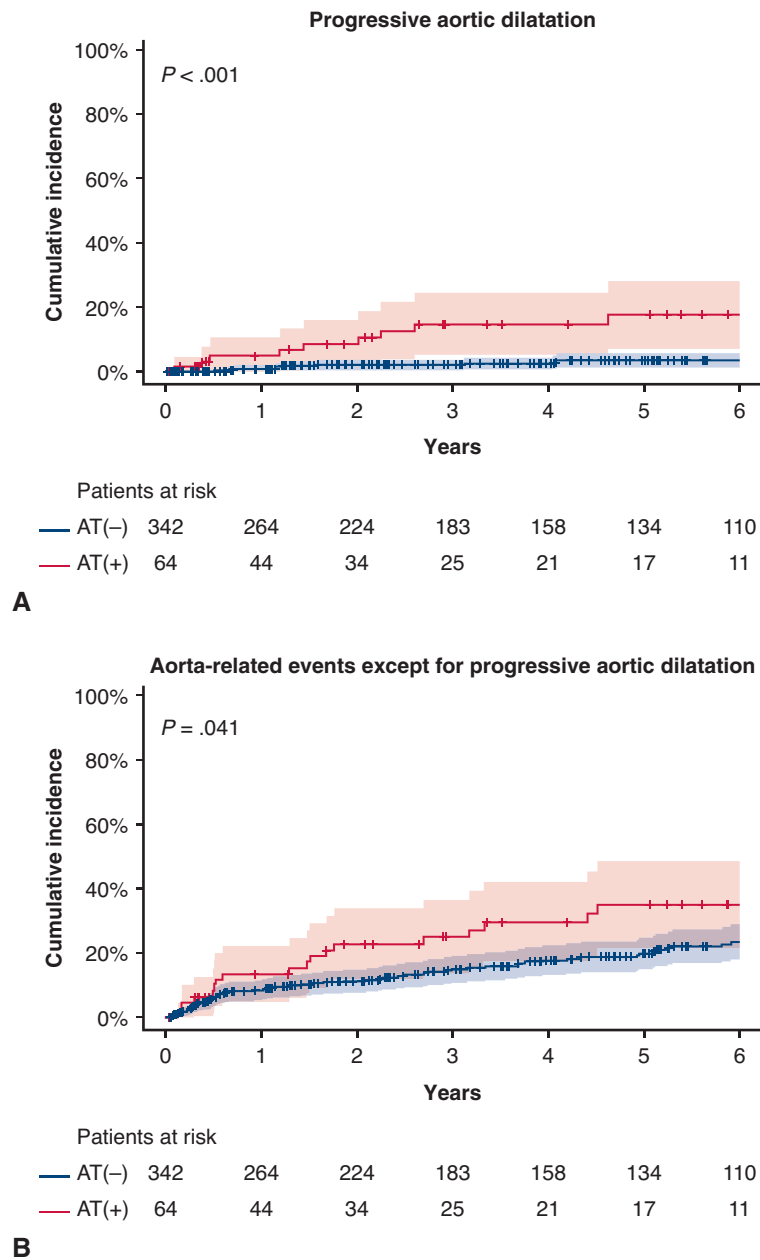 Progressive aortic dilatation
100%
P < .001
80%
60%
40%
20%
0%
Cumulative incidence
0 1 2 3 4 5 6
Years
Patients at risk
AT(–) 342 264 224 183 158 134 110
AT(+) 64 44 34 25 21 17 11
A
Aorta-related events except for progressive aortic dilatation
100%
P = .041
80%
60%
40%
20%
0%
Cumulative incidence
0 1 2 3 4 5 6
Years
Patients at risk
AT(–) 342 264 224 183 158 134 110
AT(+) 64 44 34 25 21 17 11
B